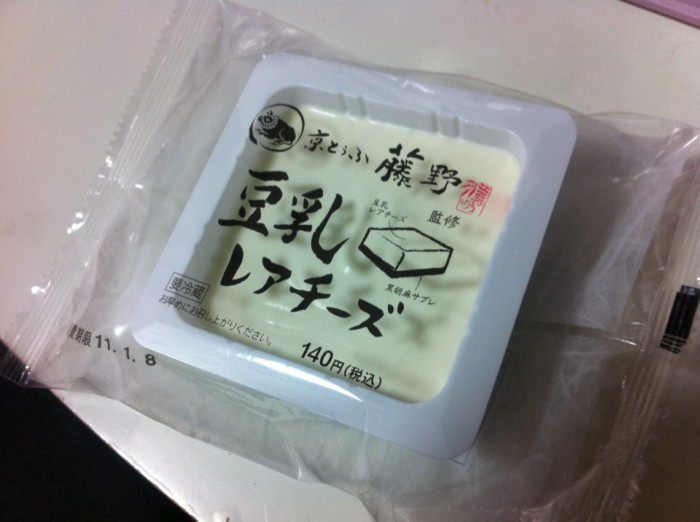 京とうふ 藤野
監修
豆乳
レアチーズ
豆乳
レアチーズ
黒胡麻サブレ
要冷蔵
お早めにお召し上がりください。
140円(税込)
期限 11.1.8